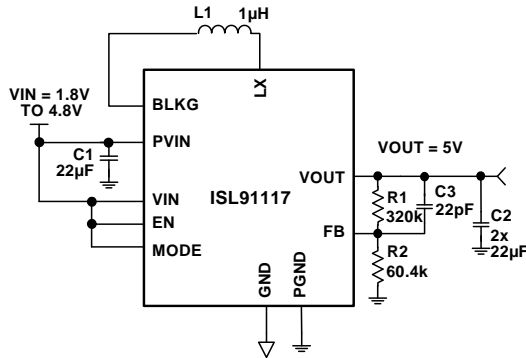 L1 1µH
VIN = 1.8V
TO 4.8V
BLKG
LX
PVIN
C1
22µF
VOUT = 5V
VOUT
VIN
ISL91117
R1
320k
C3
22pF
EN
C2
2x
22µF
FB
MODE
R2
60.4k
GND
PGND